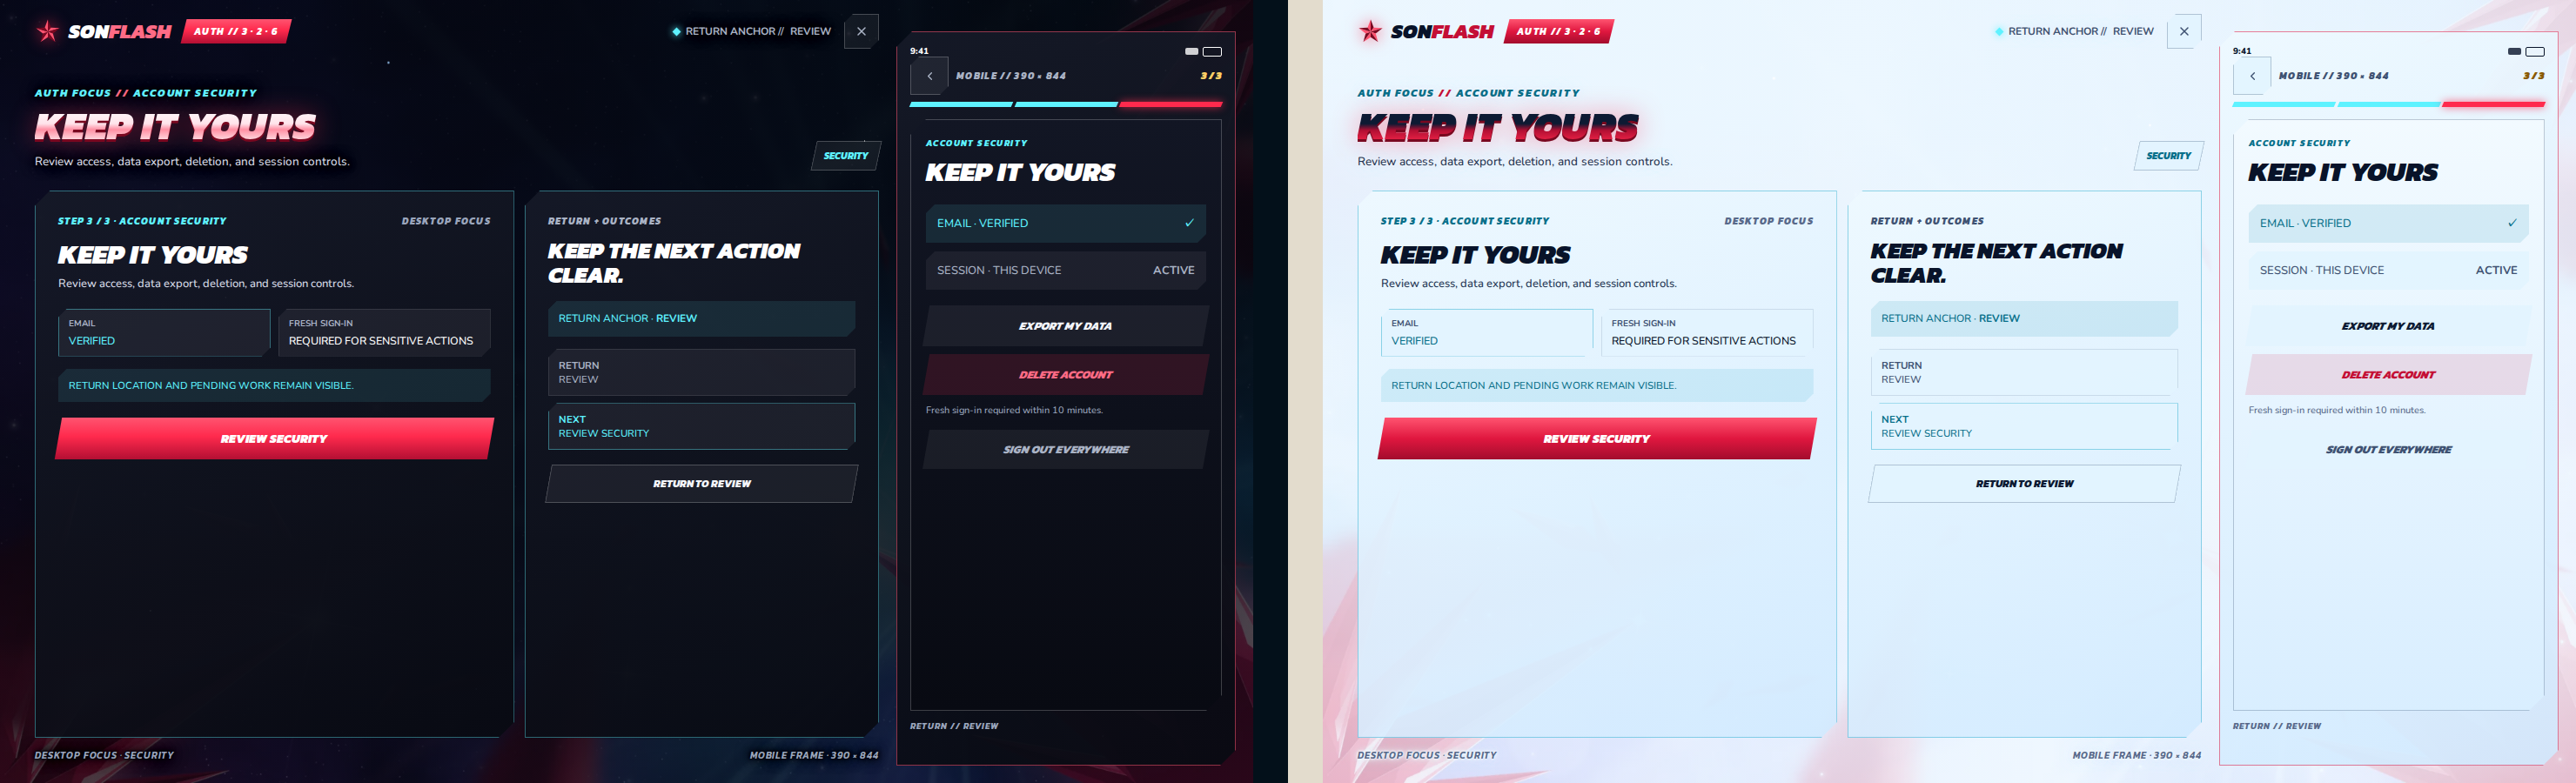 SONFLASH
AUTH // 3 · 2 · 6
RETURN ANCHOR // REVIEW
AUTH FOCUS // ACCOUNT SECURITY
KEEP IT YOURS
Review access, data export, deletion, and session controls.
SECURITY
STEP 3 / 3 · ACCOUNT SECURITY
DESKTOP FOCUS
KEEP IT YOURS
Review access, data export, deletion, and session controls.
EMAIL
VERIFIED
FRESH SIGN-IN
REQUIRED FOR SENSITIVE ACTIONS
RETURN LOCATION AND PENDING WORK REMAIN VISIBLE.
REVIEW SECURITY
RETURN + OUTCOMES
KEEP THE NEXT ACTION
CLEAR.
RETURN ANCHOR · REVIEW
RETURN
REVIEW
NEXT
REVIEW SECURITY
RETURN TO REVIEW
DESKTOP FOCUS · SECURITY
MOBILE FRAME · 390 × 844
9:41
MOBILE // 390 × 844
3 / 3
ACCOUNT SECURITY
KEEP IT YOURS
EMAIL · VERIFIED ✓
SESSION · THIS DEVICE ACTIVE
EXPORT MY DATA
DELETE ACCOUNT
Fresh sign-in required within 10 minutes.
SIGN OUT EVERYWHERE
RETURN // REVIEW
SONFLASH
AUTH // 3 · 2 · 6
RETURN ANCHOR // REVIEW
AUTH FOCUS // ACCOUNT SECURITY
KEEP IT YOURS
Review access, data export, deletion, and session controls.
SECURITY
STEP 3 / 3 · ACCOUNT SECURITY
DESKTOP FOCUS
KEEP IT YOURS
Review access, data export, deletion, and session controls.
EMAIL
VERIFIED
FRESH SIGN-IN
REQUIRED FOR SENSITIVE ACTIONS
RETURN LOCATION AND PENDING WORK REMAIN VISIBLE.
REVIEW SECURITY
RETURN + OUTCOMES
KEEP THE NEXT ACTION
CLEAR.
RETURN ANCHOR · REVIEW
RETURN
REVIEW
NEXT
REVIEW SECURITY
RETURN TO REVIEW
DESKTOP FOCUS · SECURITY
MOBILE FRAME · 390 × 844
9:41
MOBILE // 390 × 844
3 / 3
ACCOUNT SECURITY
KEEP IT YOURS
EMAIL · VERIFIED ✓
SESSION · THIS DEVICE ACTIVE
EXPORT MY DATA
DELETE ACCOUNT
Fresh sign-in required within 10 minutes.
SIGN OUT EVERYWHERE
RETURN // REVIEW